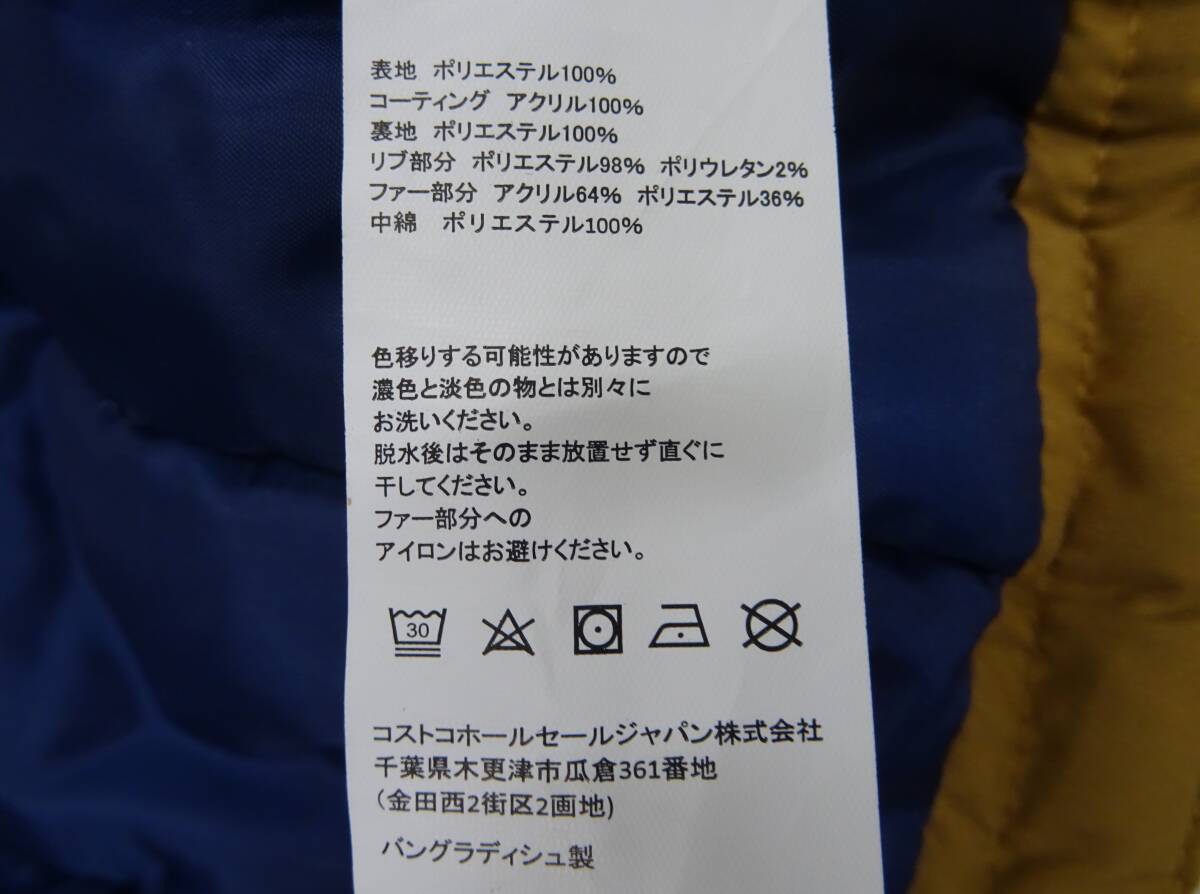 表地 ポリエステル100%
コーティング アクリル100%
裏地 ポリエステル100%
リブ部分 ポリエステル98% ポリウレタン2%
ファー部分 アクリル64% ポリエステル36%
中綿 ポリエステル100%
色移りする可能性がありますので
濃色と淡色の物とは別々に
お洗いください。
脱水後はそのまま放置せず直ぐに
干してください。
ファー部分への
アイロンはお避けください。
30
コストコホールセールジャパン株式会社
千葉県木更津市瓜倉361番地
(金田西2街区2画地)
バングラディシュ製